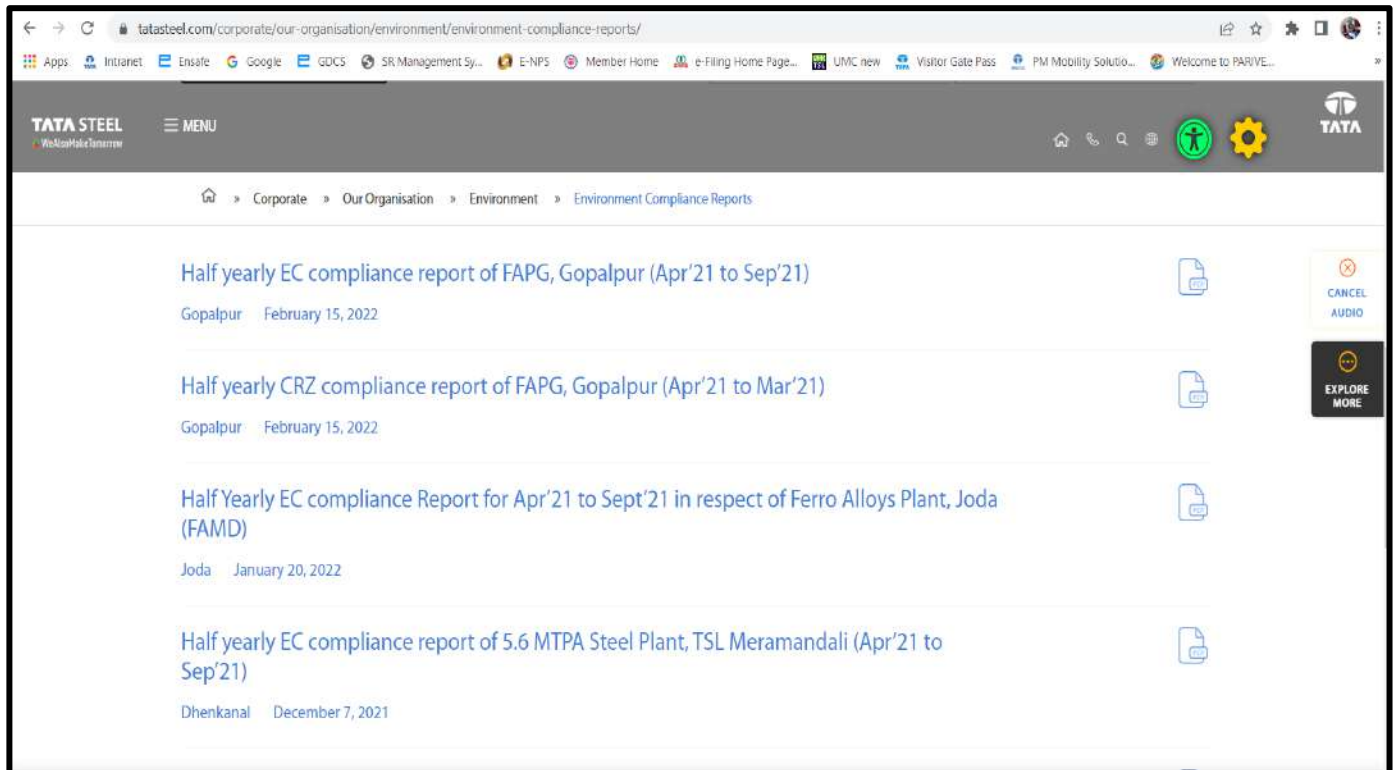 tatasteel.com/corporate/our-organisation/environment/environment-compliance-reports/
Apps Intranet Ensafe Google GDCS SR Management Sy... E-NPS Member Home e-Filing Home Page... UMC new Visitor Gate Pass PM Mobility Solutio... Welcome to PARIVE... »
TATA STEEL
MENU
TATA
#WeAlsoMakeTomorrow
» Corporate » Our Organisation » Environment » Environment Compliance Reports
Half yearly EC compliance report of FAPG, Gopalpur (Apr'21 to Sep'21)
Gopalpur February 15, 2022
CANCEL
AUDIO
Half yearly CRZ compliance report of FAPG, Gopalpur (Apr'21 to Mar'21)
Gopalpur February 15, 2022
EXPLORE
MORE
Half Yearly EC compliance Report for Apr'21 to Sept'21 in respect of Ferro Alloys Plant, Joda
(FAMD)
Joda January 20, 2022
Half yearly EC compliance report of 5.6 MTPA Steel Plant, TSL Meramandali (Apr'21 to
Sep'21)
Dhenkanal December 7, 2021